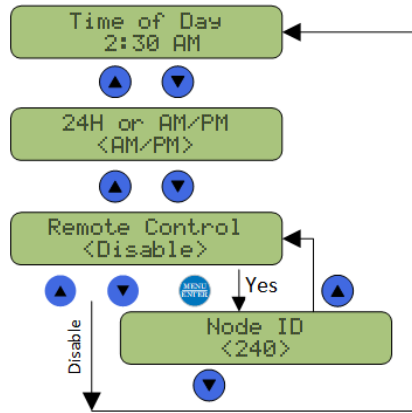 Time of Day
2:30 AM
24H or AM/PM
<AM/PM>
Remote Control
<Disable>
MENU
ENTER
Yes
Disable
Node ID
<240>